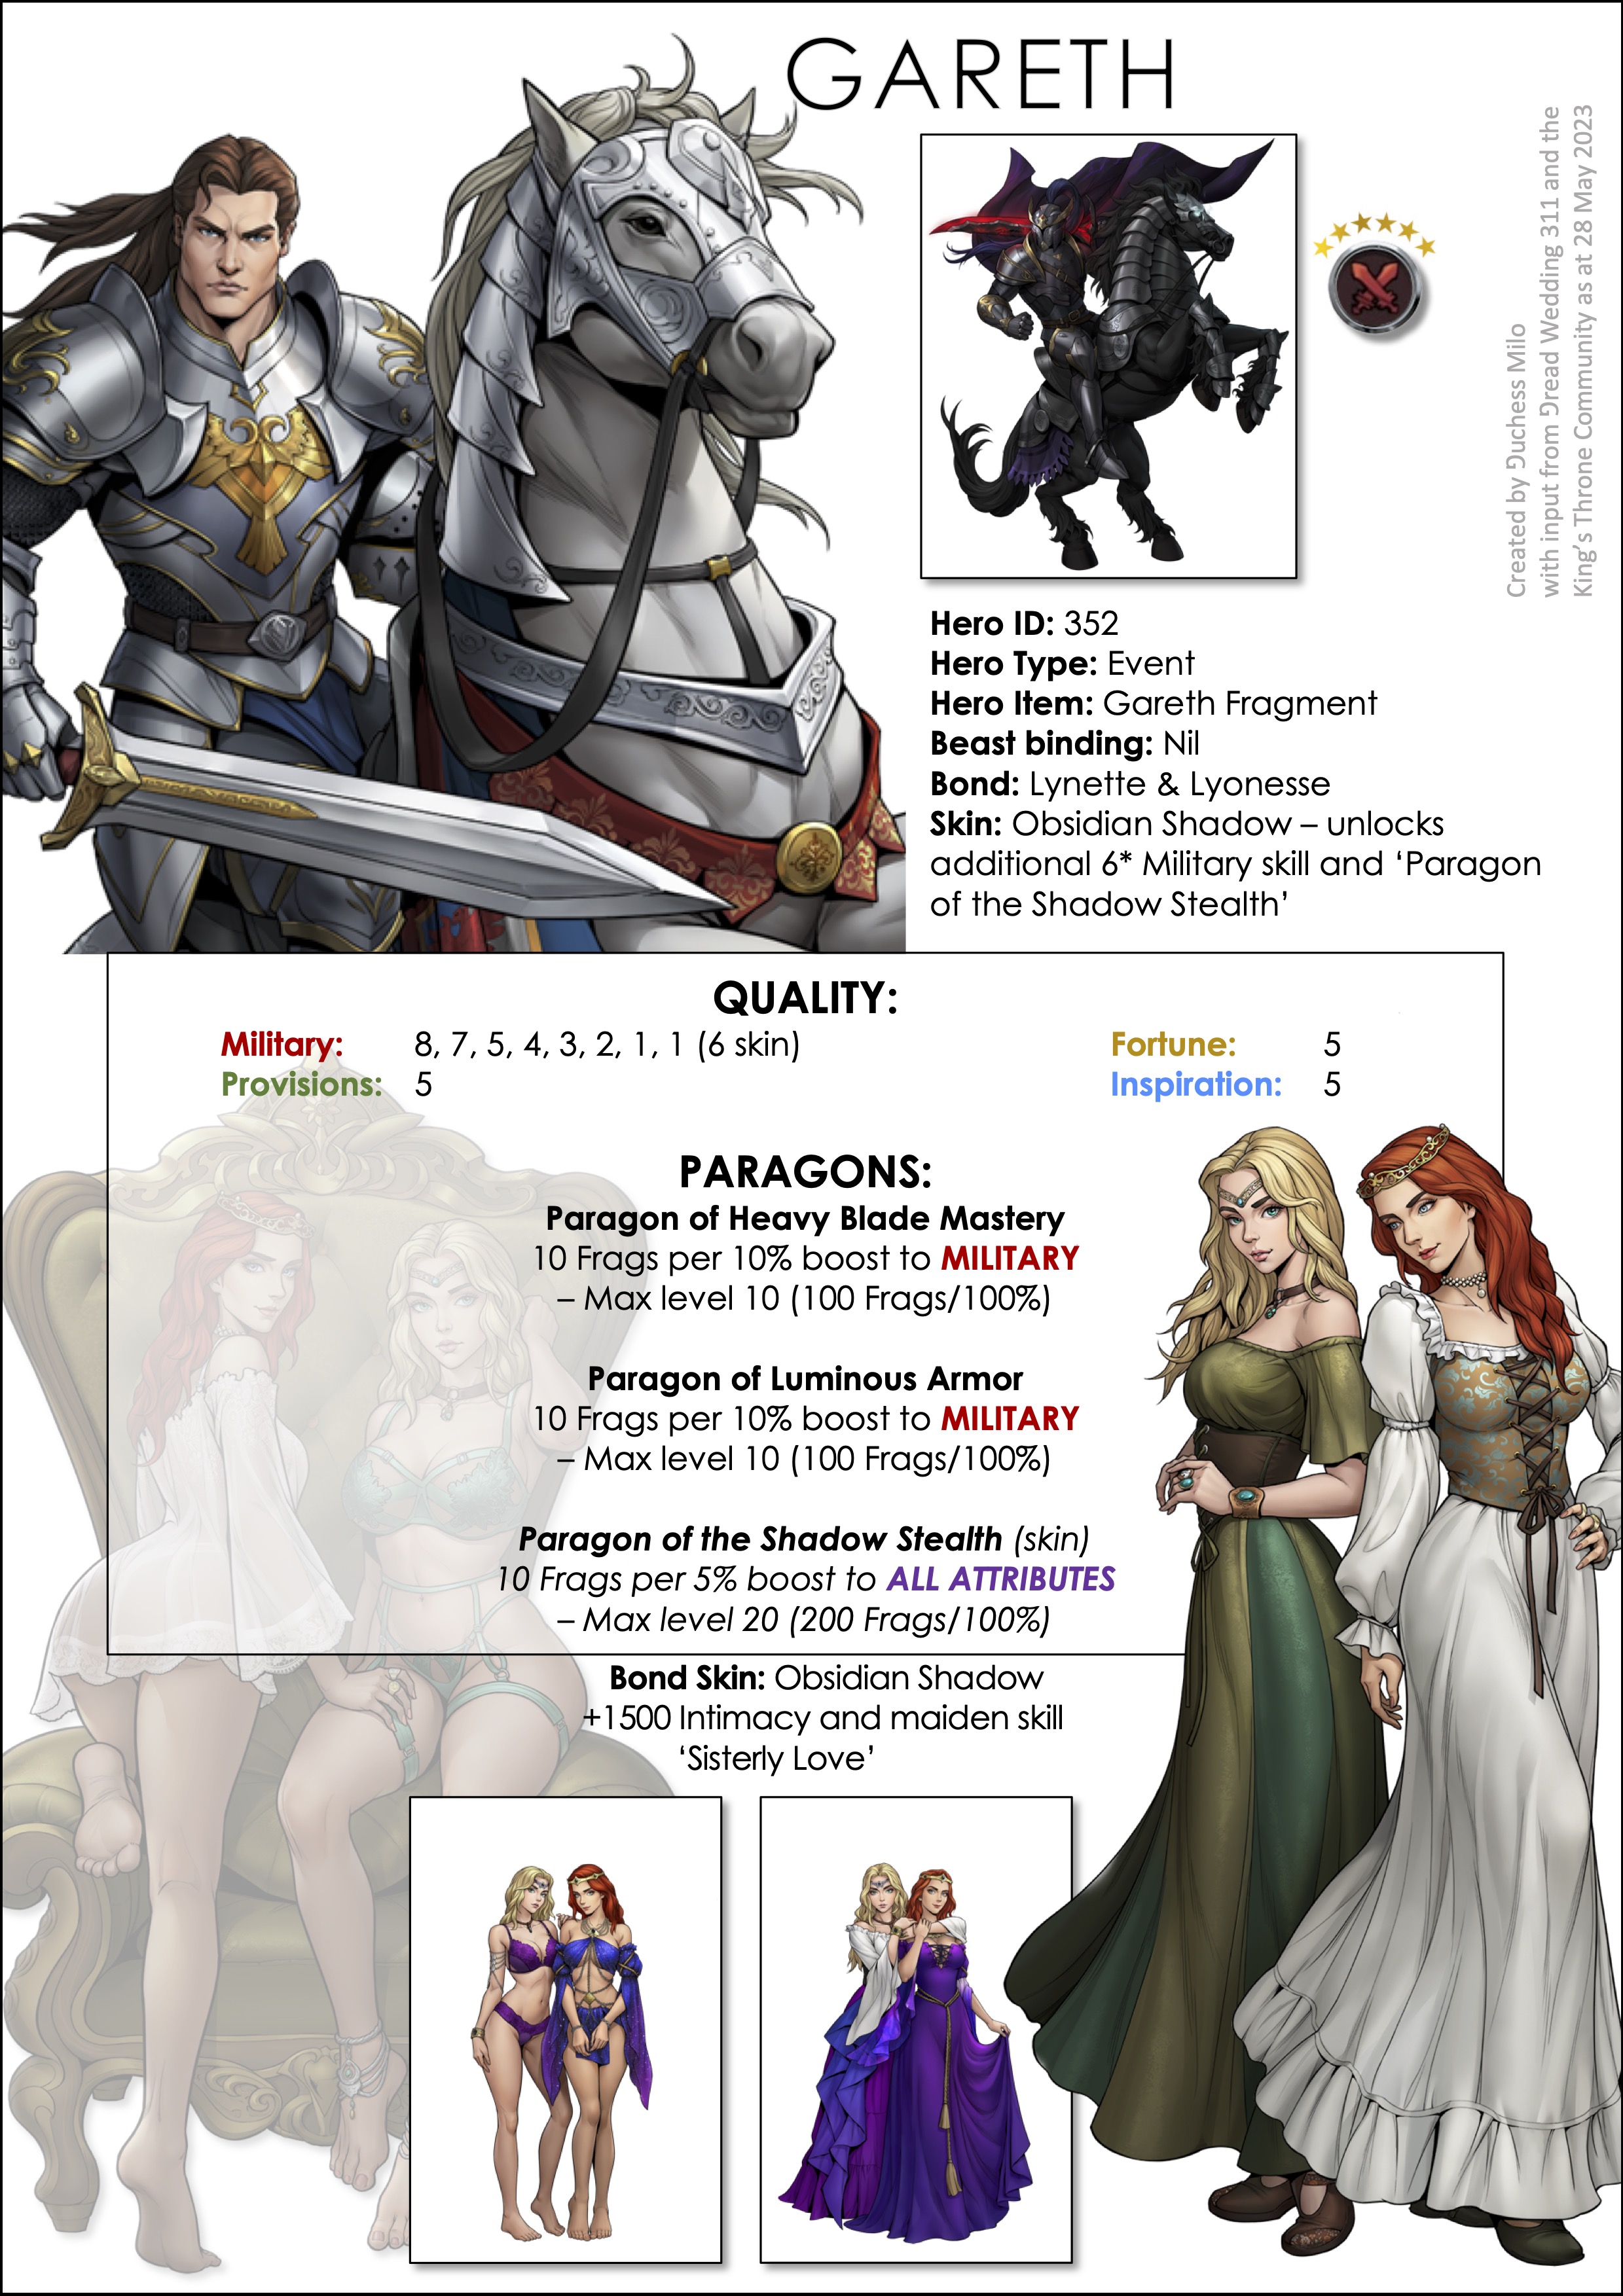 GARETH
Created by Duchess Milo
with input from Dread Wedding 311 and the
King's Throne Community as at 28 May 2023
Hero ID: 352
Hero Type: Event
Hero Item: Gareth Fragment
Beast binding: Nil
Bond: Lynette & Lyonesse
Skin: Obsidian Shadow – unlocks
additional 6* Military skill and ‘Paragon
of the Shadow Stealth’
QUALITY:
Military: 8, 7, 5, 4, 3, 2, 1, 1 (6 skin)
Provisions: 5
Fortune: 5
Inspiration: 5
PARAGONS:
Paragon of Heavy Blade Mastery
10 Frags per 10% boost to MILITARY
– Max level 10 (100 Frags/100%)
Paragon of Luminous Armor
10 Frags per 10% boost to MILITARY
– Max level 10 (100 Frags/100%)
Paragon of the Shadow Stealth (skin)
10 Frags per 5% boost to ALL ATTRIBUTES
– Max level 20 (200 Frags/100%)
Bond Skin: Obsidian Shadow
+1500 Intimacy and maiden skill
‘Sisterly Love’